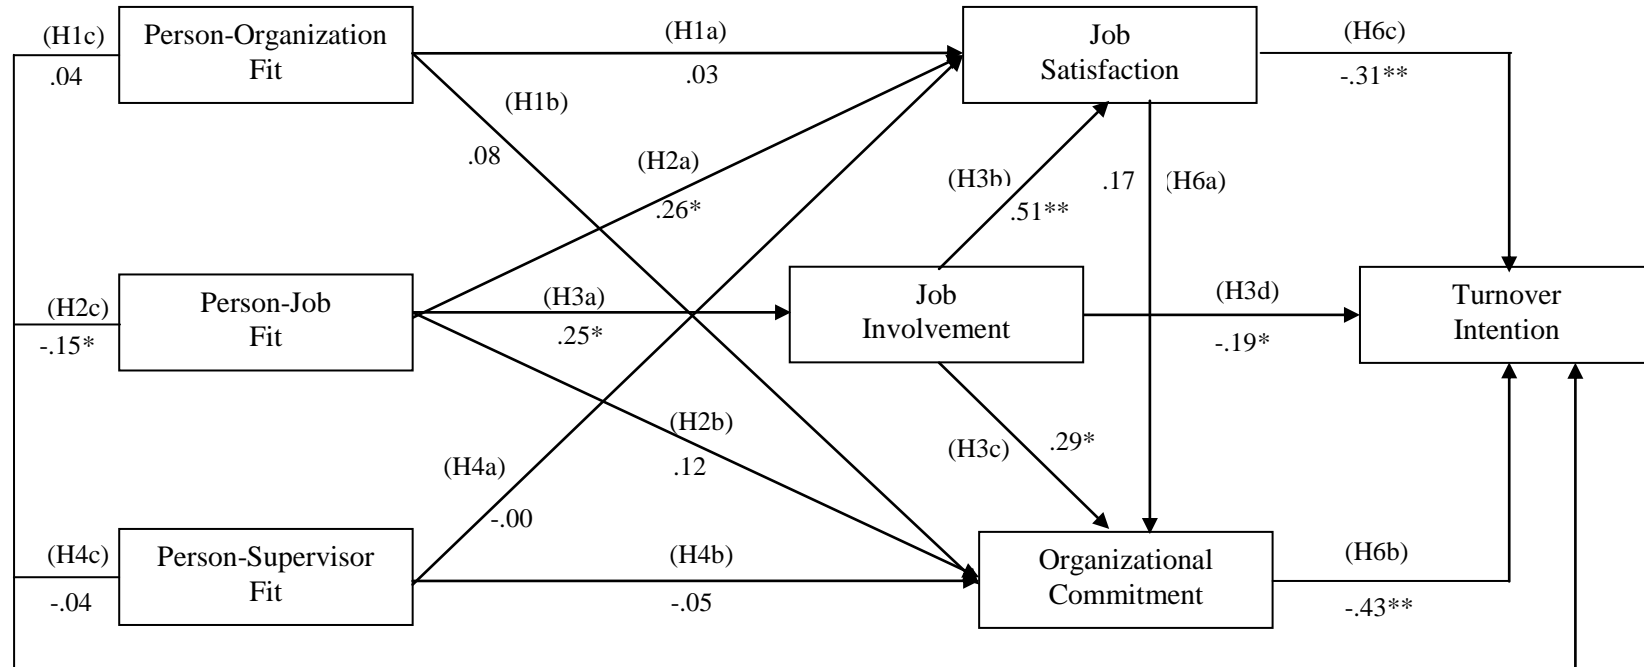 (H1c)
.04
Person-Organization
Fit
(H1a)
.03
Job
Satisfaction
(H6c)
-.31**
(H1b)
.08
(H2a)
.26*
(H3b)
.51**
.17
(H6a)
(H2c)
-.15*
Person-Job
Fit
(H3a)
.25*
Job
Involvement
(H3d)
-.19*
Turnover
Intention
(H2b)
.12
(H3c)
.29*
(H4a)
-.00
(H4c)
-.04
Person-Supervisor
Fit
(H4b)
-.05
Organizational
Commitment
(H6b)
-.43**